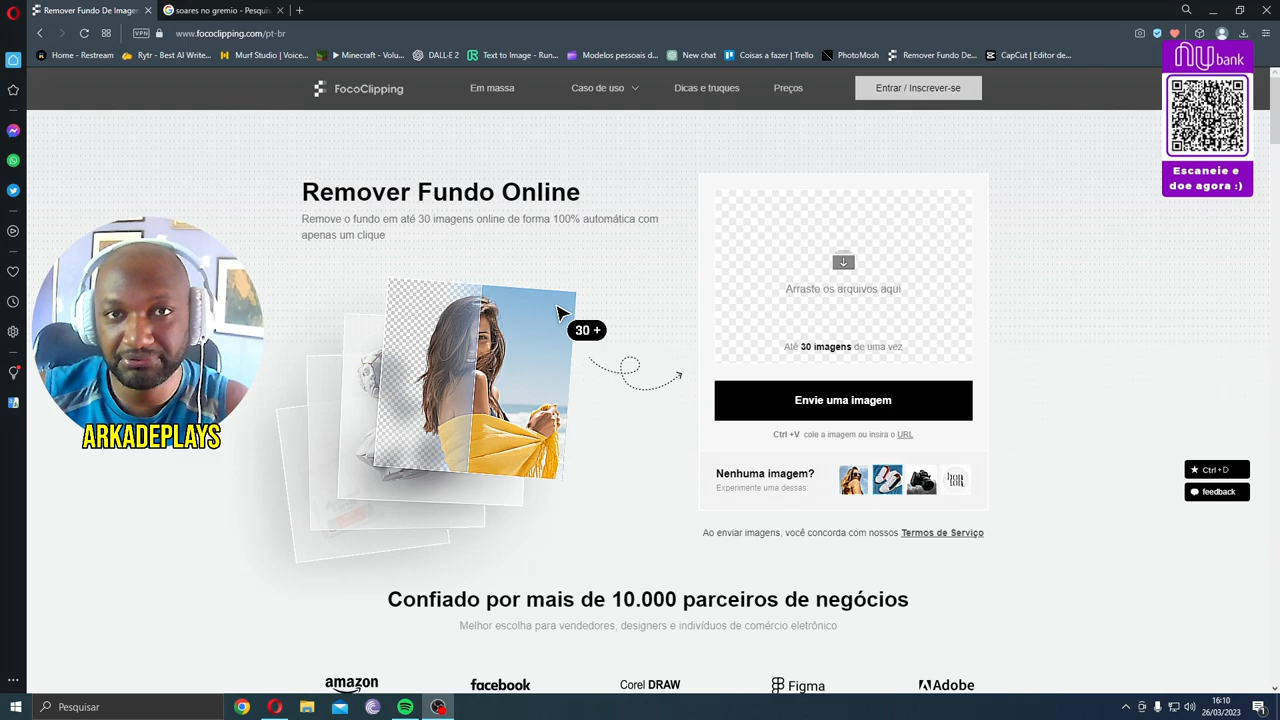 Remover Fundo De Imagen
soares no gremio - Pesquis
VPN
www.fococlipping.com/pt-br
Home - Restream
Rytr - Best AI Writer...
Murf Studio | Voice...
Minecraft - Volu...
DALL·E 2
Text to Image - Run...
Modelos pessoais d...
New chat
Coisas a fazer | Trello
PhotoMosh
Remover Fundo De...
CapCut | Editor de...
FocoClipping
Em massa
Caso de uso
Dicas e truques
Preços
Entrar / Inscrever-se
nu bank
Escaneie e
doe agora :)
Remover Fundo Online
Remove o fundo em até 30 imagens online de forma 100% automática com
apenas um clique
30 +
ARKADEPLAYS
Arraste os arquivos aqui
Até 30 imagens de uma vez
Envie uma imagem
Ctrl +V cole a imagem ou insira o URL
Nenhuma imagem?
Experimente uma dessas:
hon
ton
Ctrl +D
feedback
Ao enviar imagens, você concorda com nossos Termos de Serviço
Confiado por mais de 10.000 parceiros de negócios
Melhor escolha para vendedores, designers e indivíduos de comércio eletrônico
amazon
facebook
Corel DRAW
Figma
Adobe
Pesquisar
16:10
26/03/2023
1